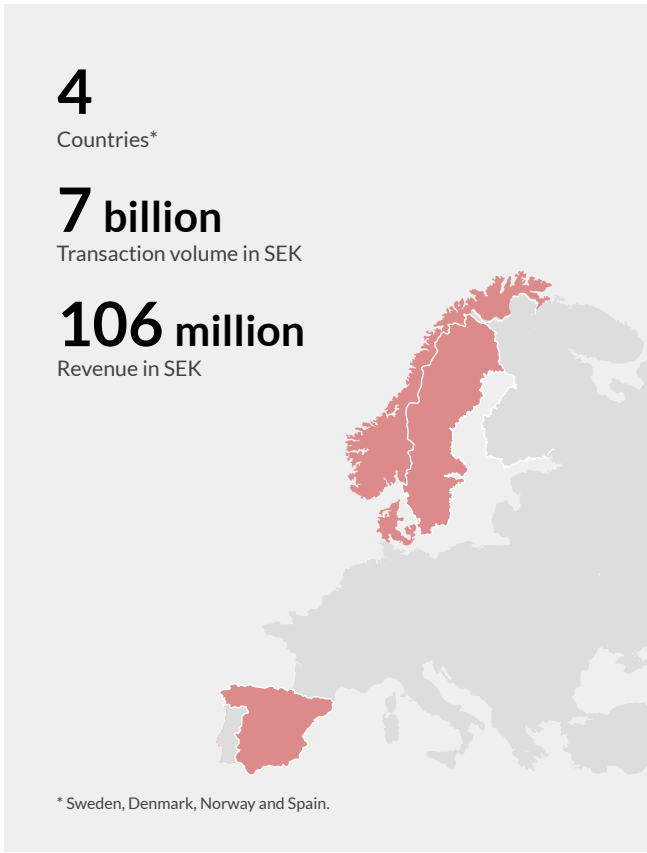 4
Countries*
7 billion
Transaction volume in SEK
106 million
Revenue in SEK
* Sweden, Denmark, Norway and Spain.